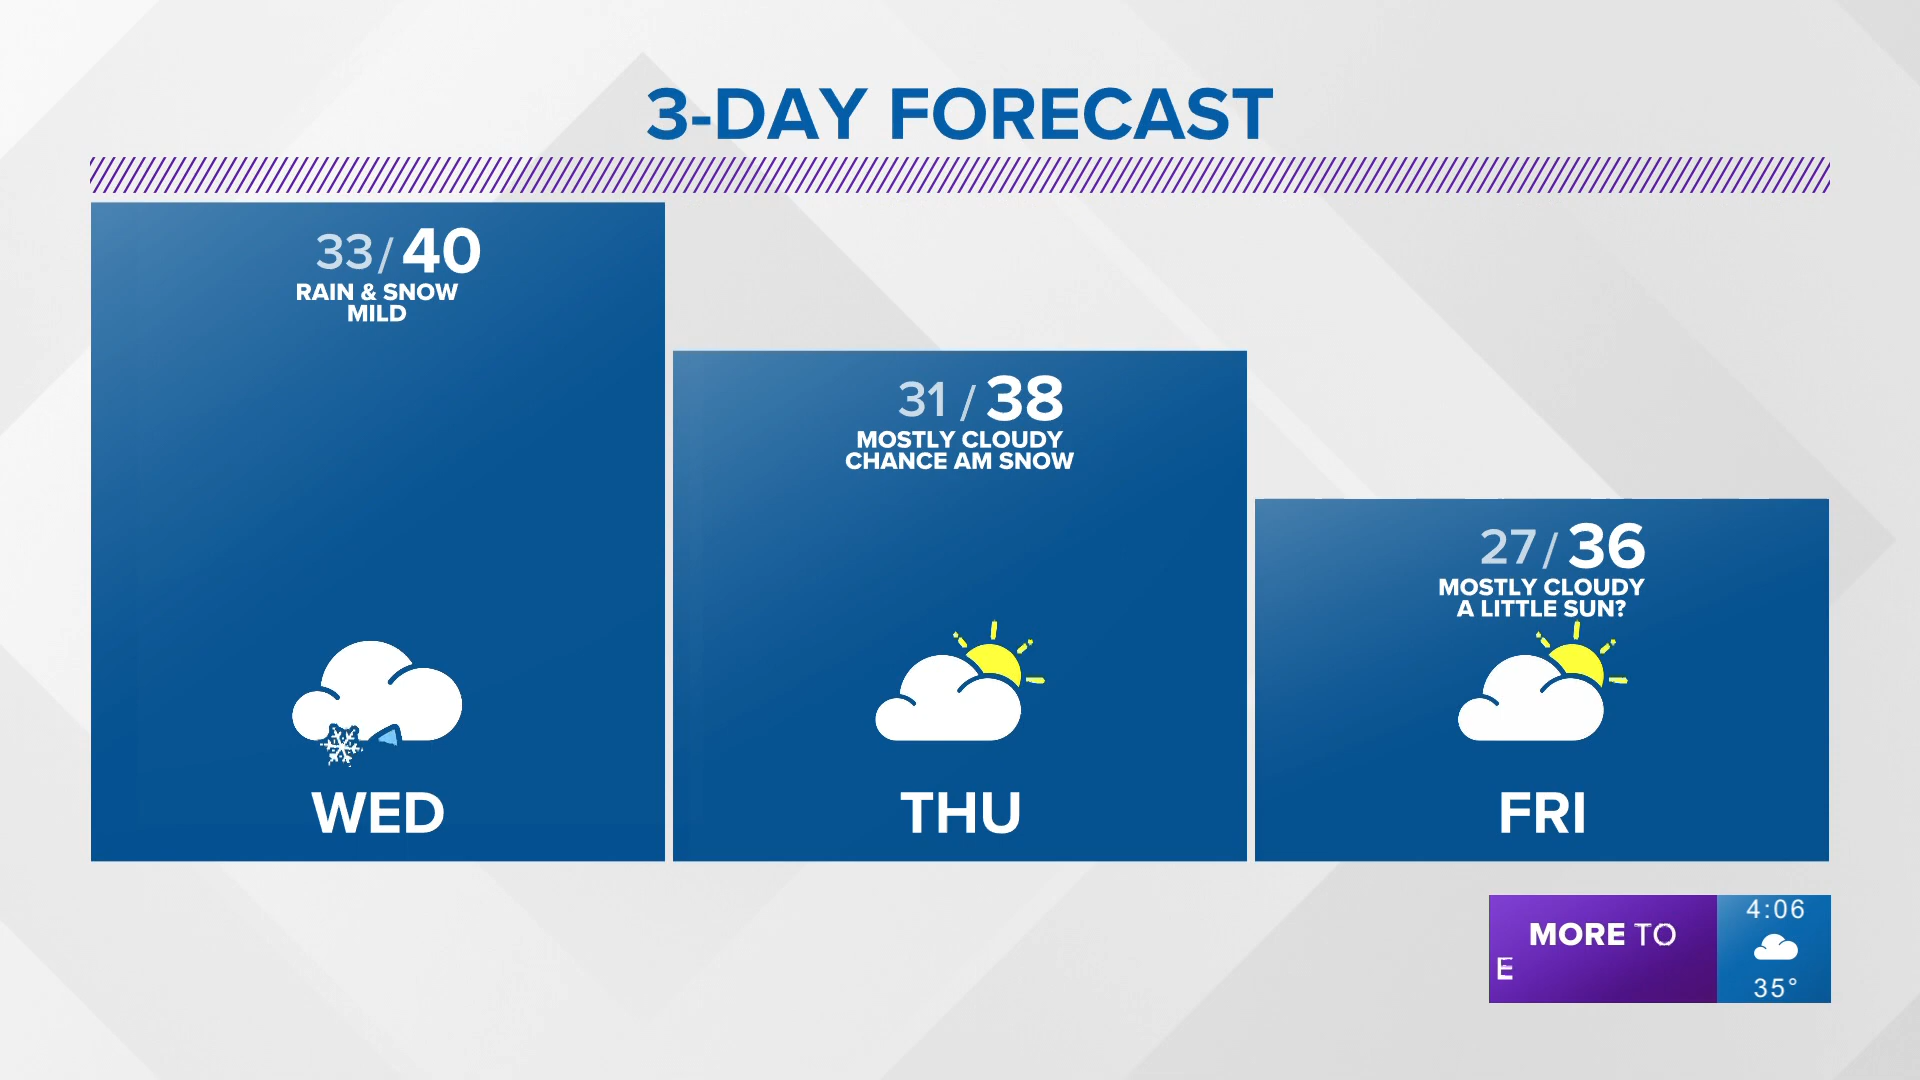 3-DAY FORECAST
33/40
RAIN & SNOW
MILD
WED
31/38
MOSTLY CLOUDY
CHANCE AM SNOW
THU
27/36
MOSTLY CLOUDY
A LITTLE SUN?
FRI
MORE TO
E
4:06
35°